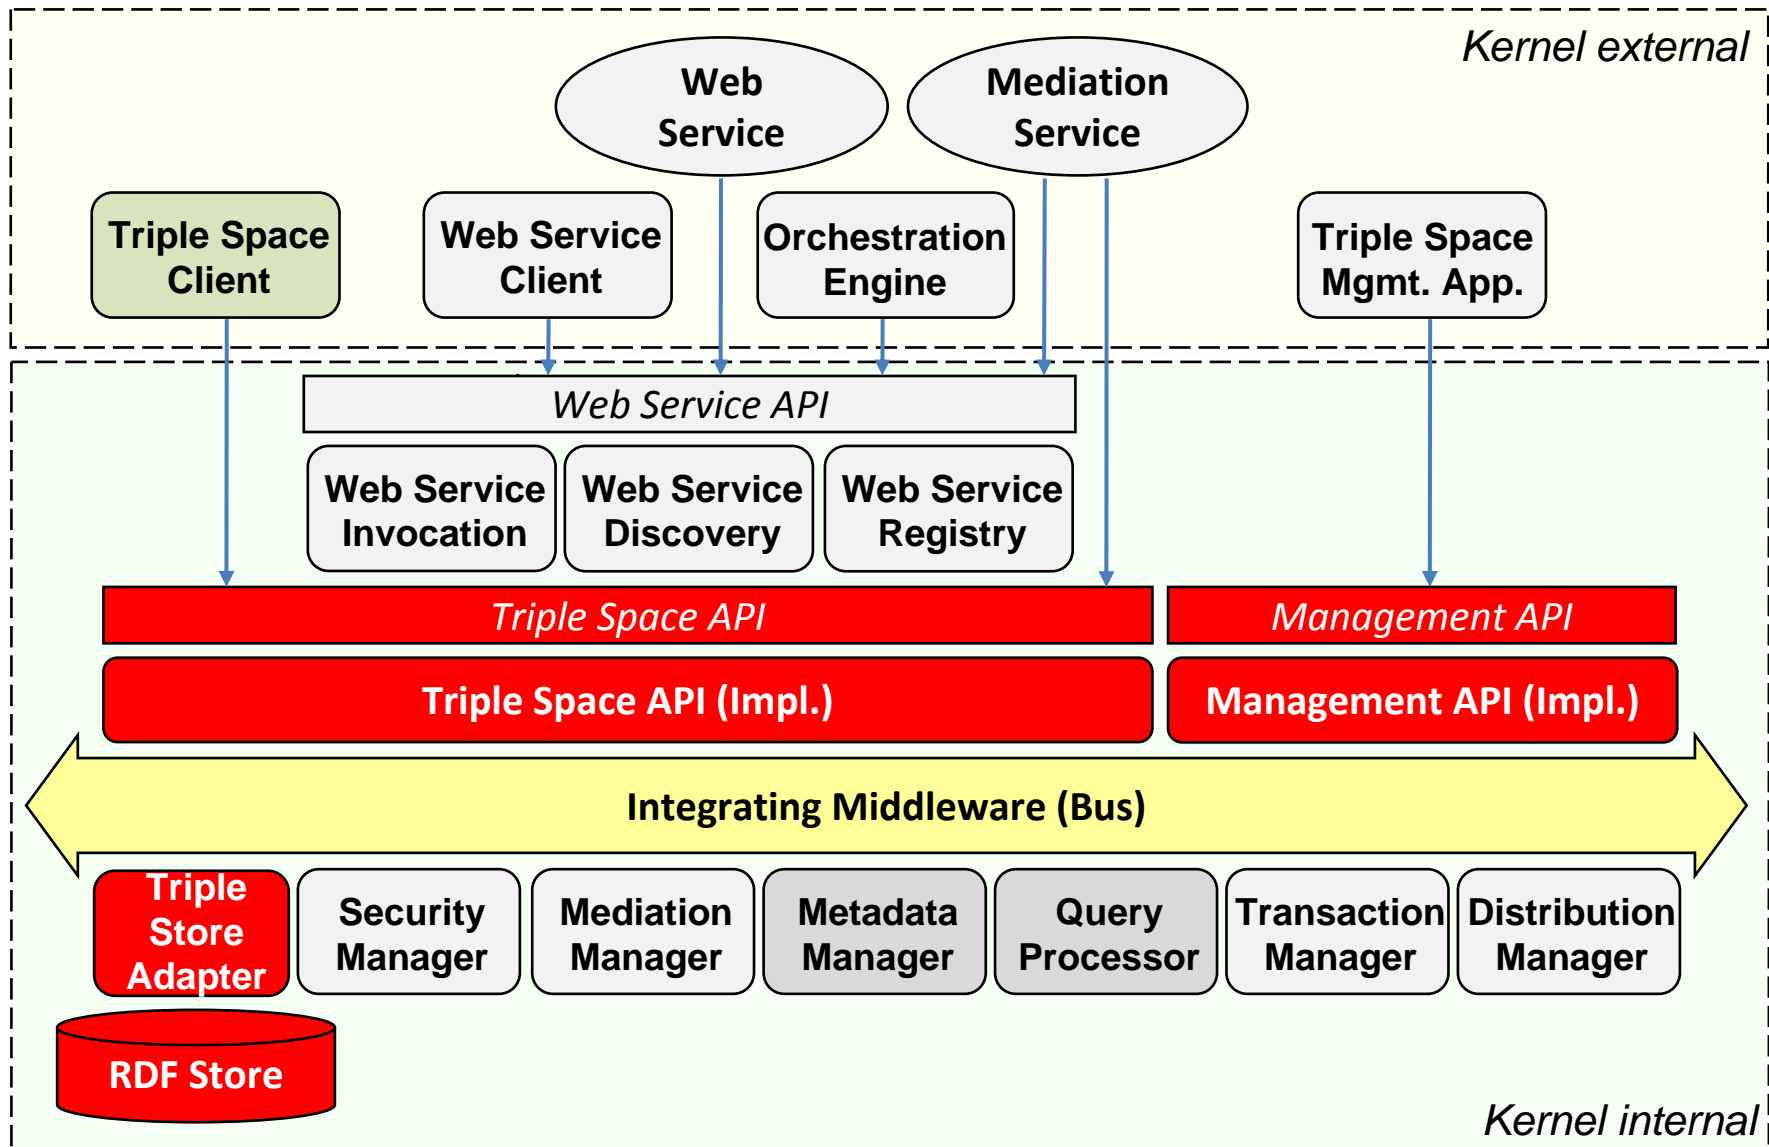 Kernel external
Web
Service
Mediation
Service
Triple Space
Client
Web Service
Client
Orchestration
Engine
Triple Space
Mgmt. App.
Web Service API
Web Service
Invocation
Web Service
Discovery
Web Service
Registry
Triple Space API
Management API
Triple Space API (Impl.)
Management API (Impl.)
Integrating Middleware (Bus)
Triple
Store
Adapter
Security
Manager
Mediation
Manager
Metadata
Manager
Query
Processor
Transaction
Manager
Distribution
Manager
RDF Store
Kernel internal